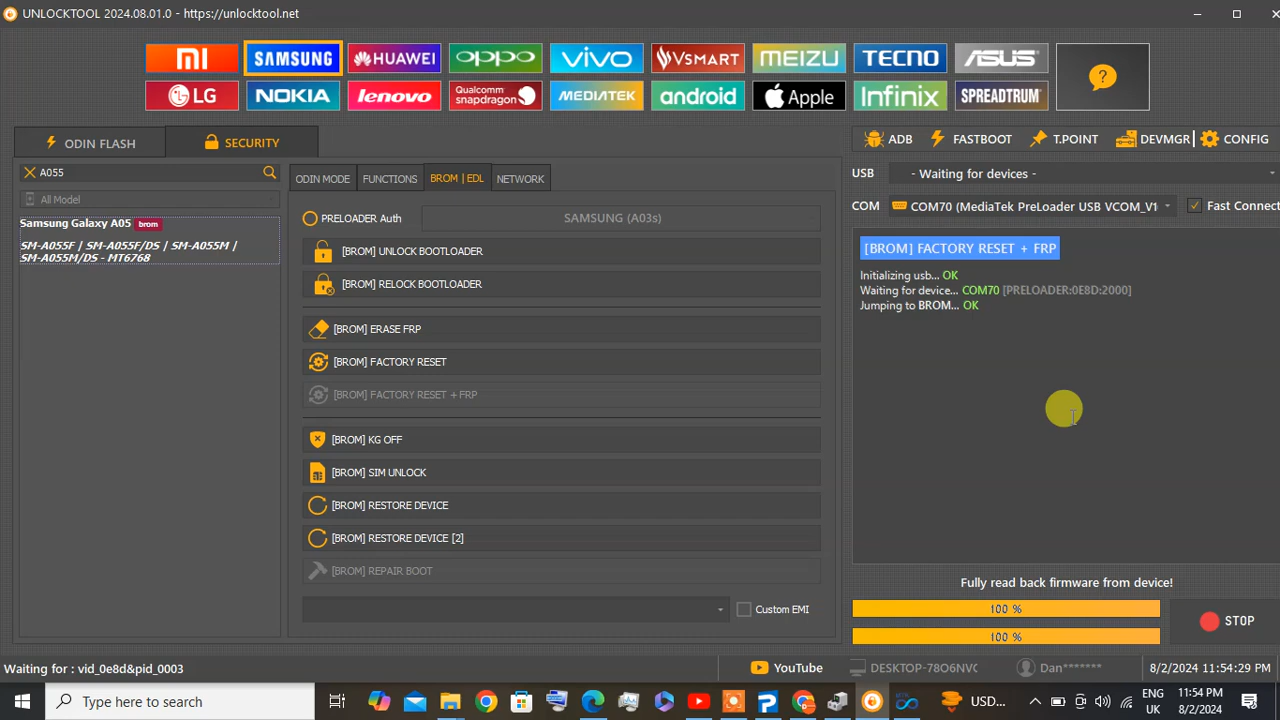 UNLOCKTOOL 2024.08.01.0 - https://unlocktool.net
MI SAMSUNG HUAWEI OPPO VIVO VSMART MEIZU TECNO ASUS ?
LG NOKIA lenovo Qualcomm snapdragon MEDIATEK android Apple Infinix SPREADTRUM
ODIN FLASH SECURITY
ADB FASTBOOT T.POINT DEVMGR CONFIG
A055
All Model
Samsung Galaxy A05 brom
SM-A055F | SM-A055F/DS | SM-A055M |
SM-A055M/DS - MT6768
ODIN MODE FUNCTIONS BROM | EDL NETWORK
PRELOADER Auth SAMSUNG (A03s)
[BROM] UNLOCK BOOTLOADER
[BROM] RELOCK BOOTLOADER
[BROM] ERASE FRP
[BROM] FACTORY RESET
[BROM] FACTORY RESET + FRP
[BROM] KG OFF
[BROM] SIM UNLOCK
[BROM] RESTORE DEVICE
[BROM] RESTORE DEVICE [2]
[BROM] REPAIR BOOT
Custom EMI
USB - Waiting for devices -
COM COM70 (MediaTek PreLoader USB VCOM_V1 Fast Connect
[BROM] FACTORY RESET + FRP
Initializing usb... OK
Waiting for device... COM70 [PRELOADER:0E8D:2000]
Jumping to BROM... OK
Fully read back firmware from device!
100 %
100 %
STOP
Waiting for : vid_0e8d&pid_0003
YouTube DESKTOP-78O6NVC Dan******* 8/2/2024 11:54:29 PM
Type here to search
USD...
ENG
UK
11:54 PM
8/2/2024